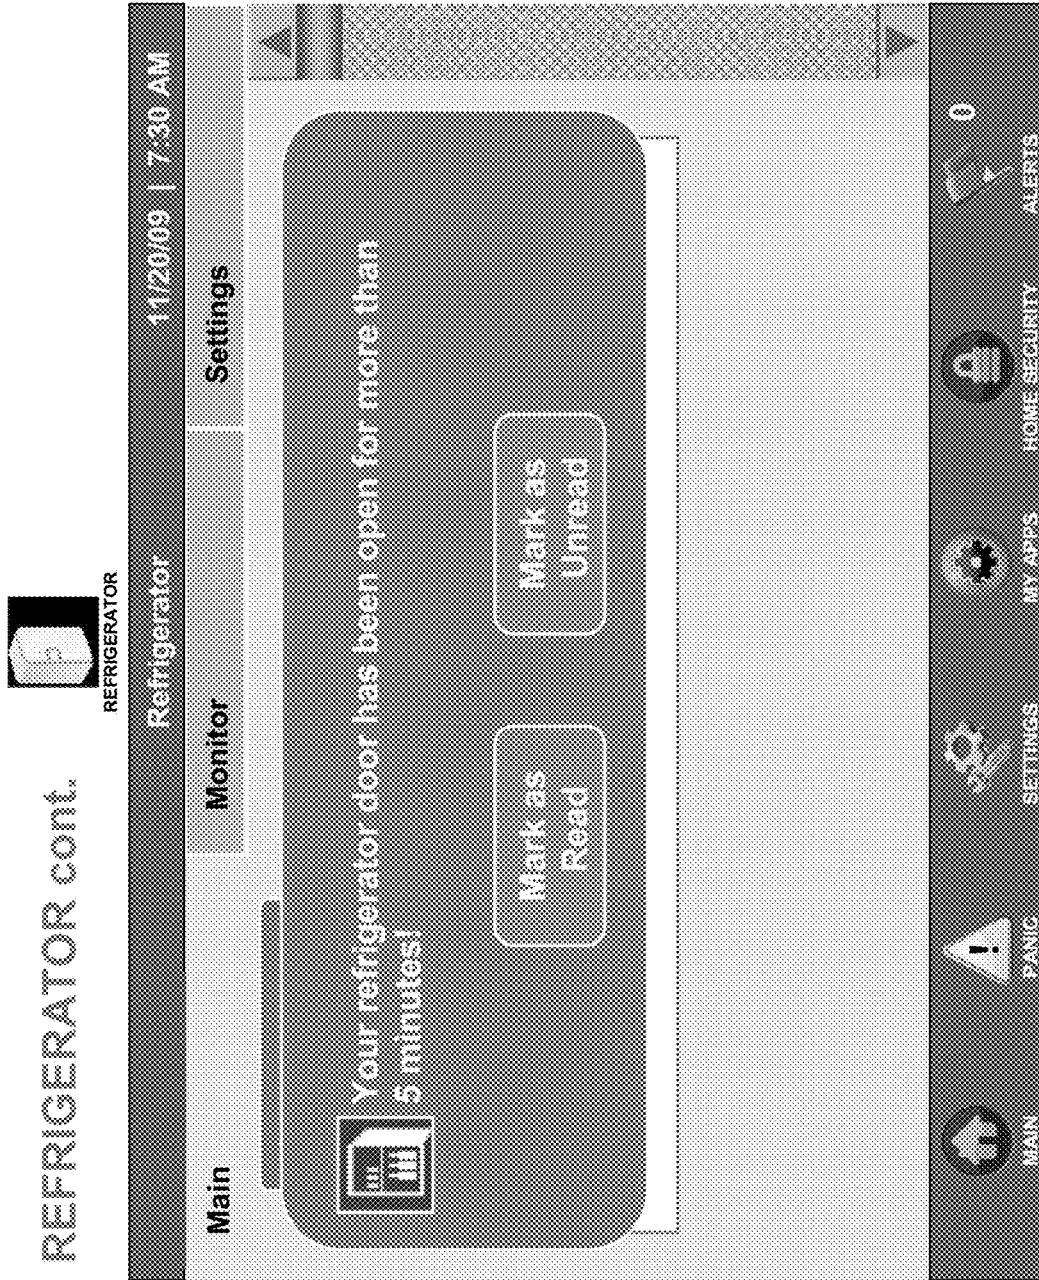 REFRIGERATOR cont.
REFRIGERATOR
Refrigerator
11/20/09 | 7:30 AM
Main
Monitor
Settings
Your refrigerator door has been open for more than
5 minutes!
Mark as
Read
Mark as
Unread
0
MAIN
PANIC
SETTINGS
MY APPS
HOME SECURITY
ALERTS